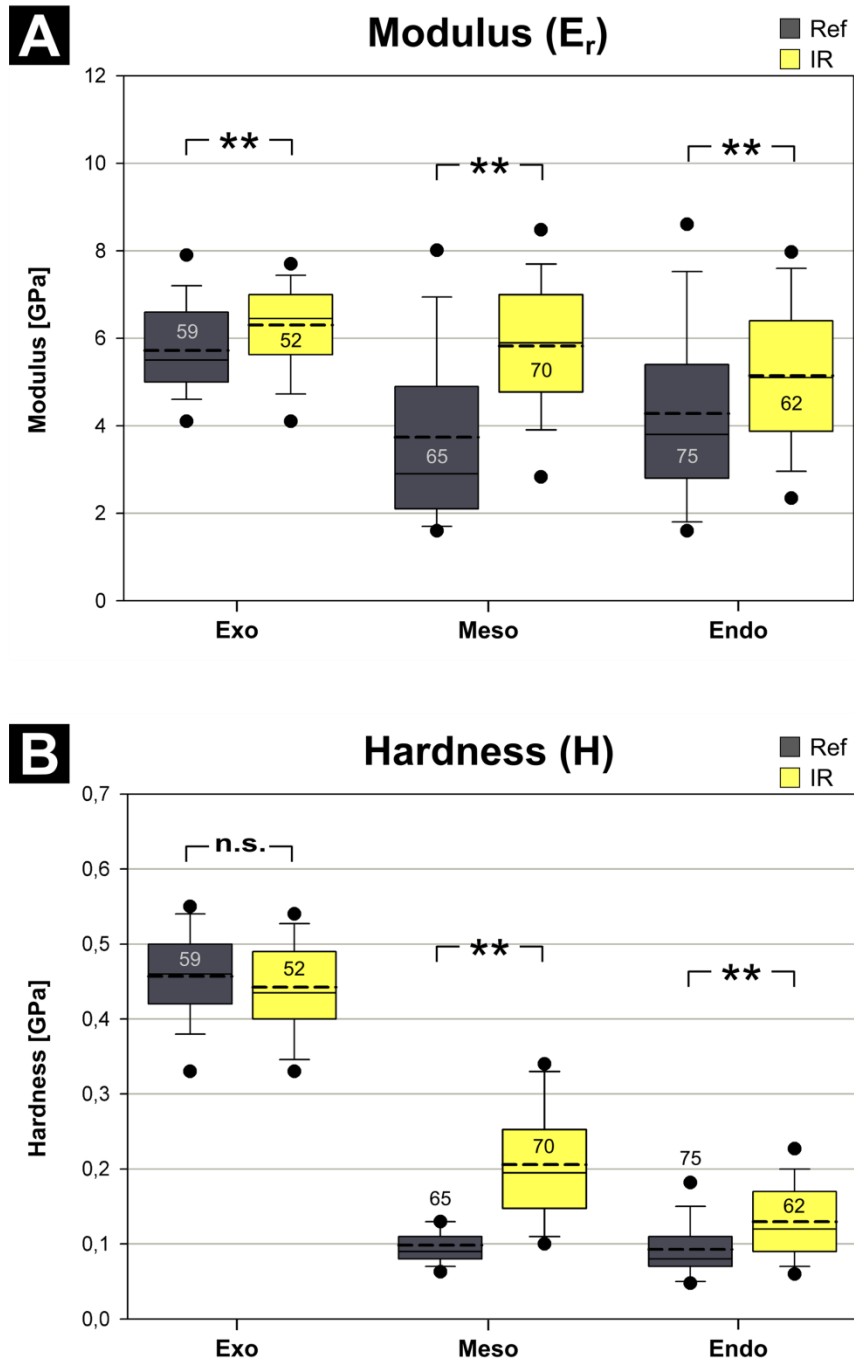 A
Modulus (Er)
Ref
IR
Modulus [GPa]
12
10
8
6
4
2
0
**
**
**
59
52
65
70
75
62
Exo
Meso
Endo
B
Hardness (H)
Ref
IR
Hardness [GPa]
0,7
0,6
0,5
0,4
0,3
0,2
0,1
0,0
n.s.
**
**
59
52
65
70
75
62
Exo
Meso
Endo